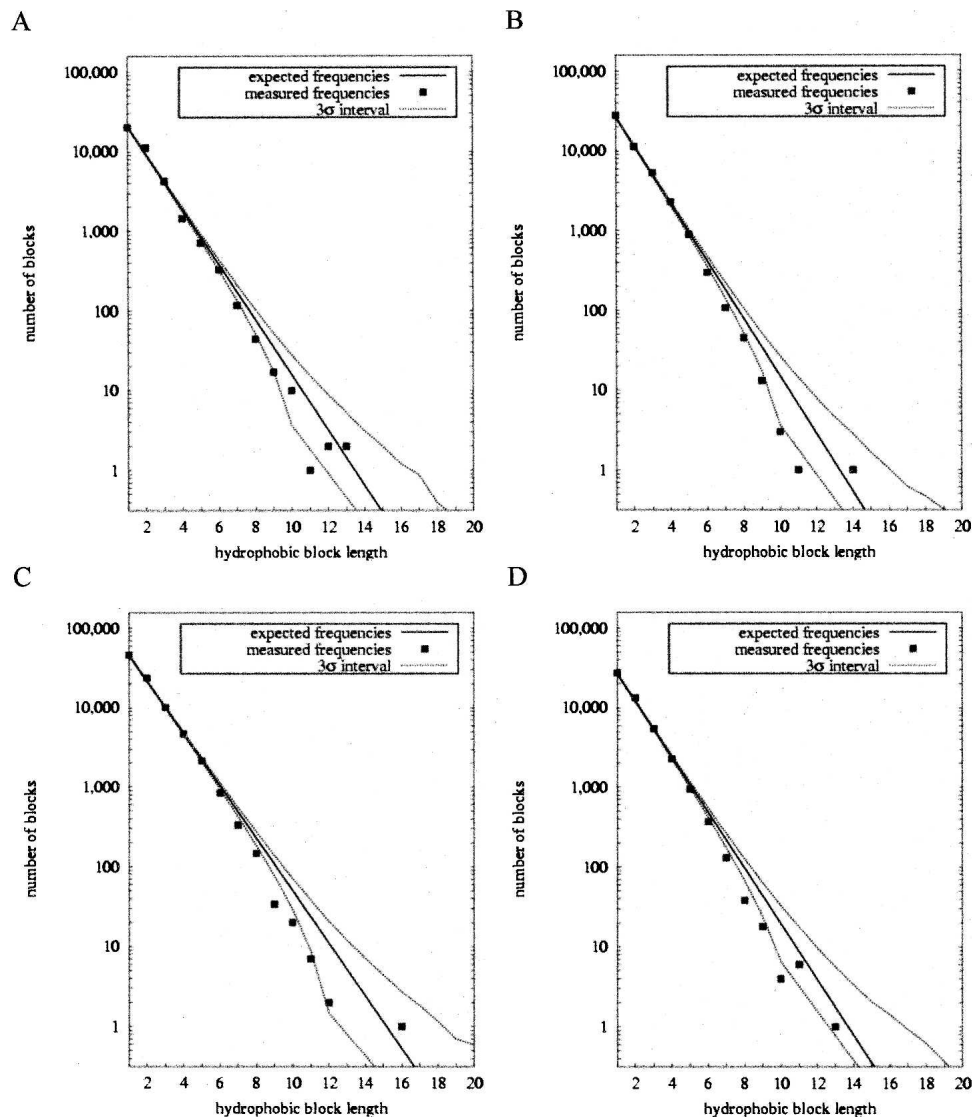 A
100,000
10,000
1,000
100
10
1
number of blocks
expected frequencies
measured frequencies
3σ interval
2 4 6 8 10 12 14 16 18 20
hydrophobic block length
B
100,000
10,000
1,000
100
10
1
number of blocks
expected frequencies
measured frequencies
3σ interval
2 4 6 8 10 12 14 16 18 20
hydrophobic block length
C
100,000
10,000
1,000
100
10
1
number of blocks
expected frequencies
measured frequencies
3σ interval
2 4 6 8 10 12 14 16 18 20
hydrophobic block length
D
100,000
10,000
1,000
100
10
1
number of blocks
expected frequencies
measured frequencies
3σ interval
2 4 6 8 10 12 14 16 18 20
hydrophobic block length